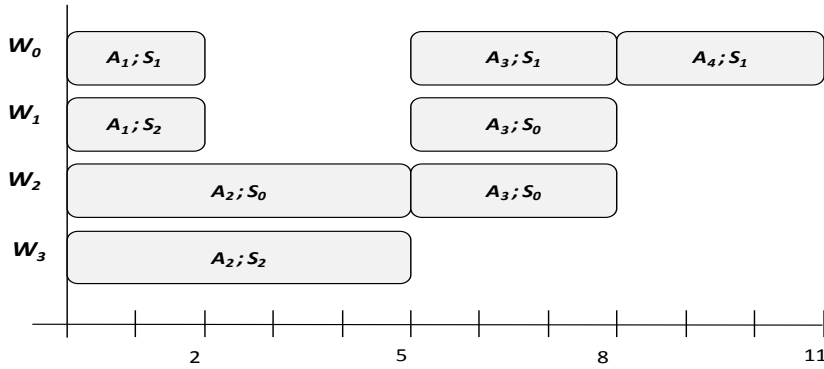 W₀ A₁; S₁ A₃; S₁ A₄; S₁
W₁ A₁; S₂ A₃; S₀
W₂ A₂; S₀ A₃; S₀
W₃ A₂; S₂
2 5 8 11